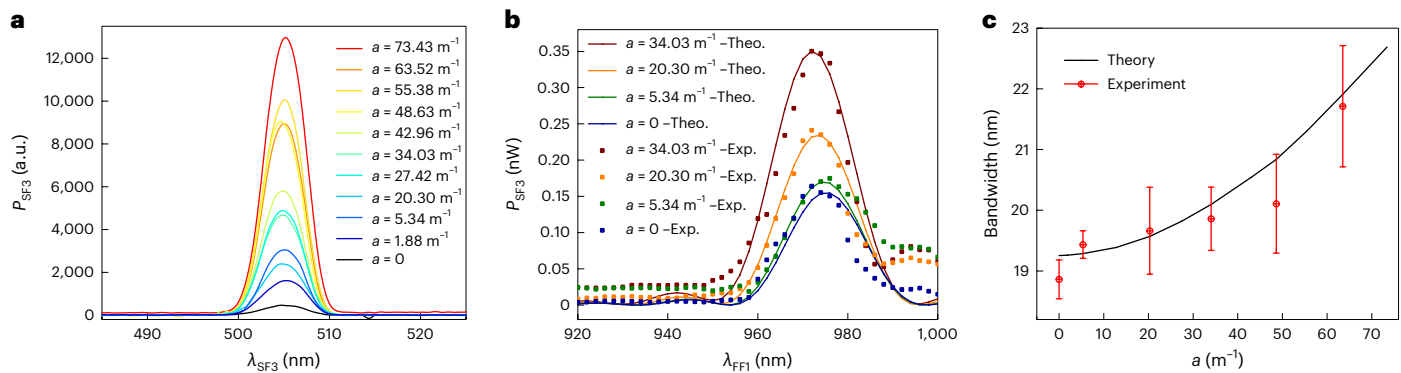 a
P_SF3 (a.u.)
12,000
10,000
8,000
6,000
4,000
2,000
0
490
500
510
520
λ_SF3 (nm)
a = 73.43 m⁻¹
a = 63.52 m⁻¹
a = 55.38 m⁻¹
a = 48.63 m⁻¹
a = 42.96 m⁻¹
a = 34.03 m⁻¹
a = 27.42 m⁻¹
a = 20.30 m⁻¹
a = 5.34 m⁻¹
a = 1.88 m⁻¹
a = 0
b
P_SF3 (nW)
0.35
0.30
0.25
0.20
0.15
0.10
0.05
0
920
940
960
980
1,000
λ_FF1 (nm)
a = 34.03 m⁻¹ –Theo.
a = 20.30 m⁻¹ –Theo.
a = 5.34 m⁻¹ –Theo.
a = 0 –Theo.
a = 34.03 m⁻¹ –Exp.
a = 20.30 m⁻¹ –Exp.
a = 5.34 m⁻¹ –Exp.
a = 0 –Exp.
c
Bandwidth (nm)
23
22
21
20
19
0
10
20
30
40
50
60
70
a (m⁻¹)
Theory
Experiment